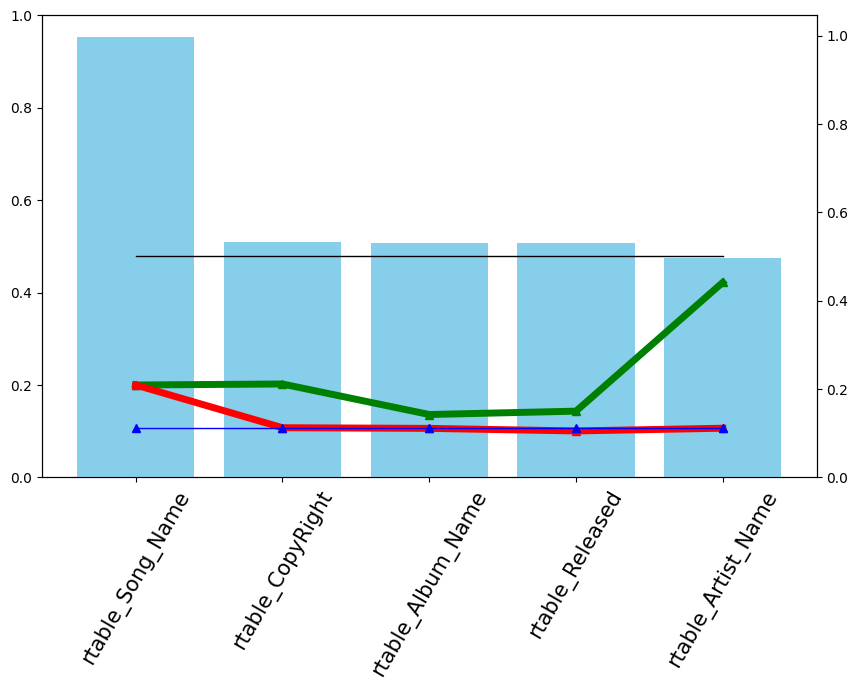 1.0
0.8
0.6
0.4
0.2
0.0
1.0
0.8
0.6
0.4
0.2
0.0
rtable_Song_Name
rtable_CopyRight
rtable_Album_Name
rtable_Released
rtable_Artist_Name